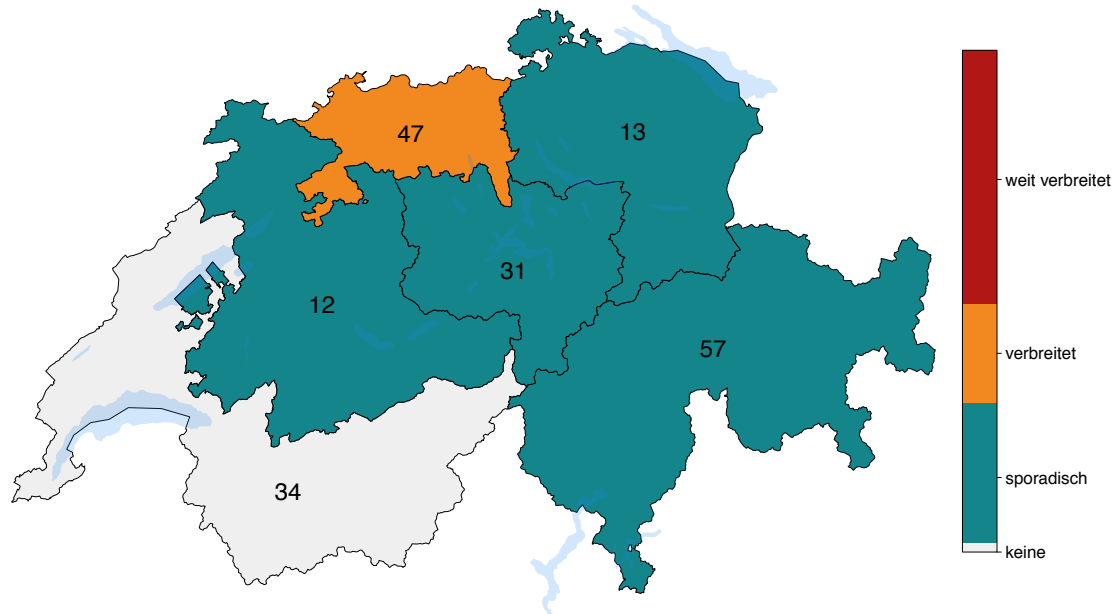 47
13
31
12
57
34
weit verbreitet
verbreitet
sporadisch
keine